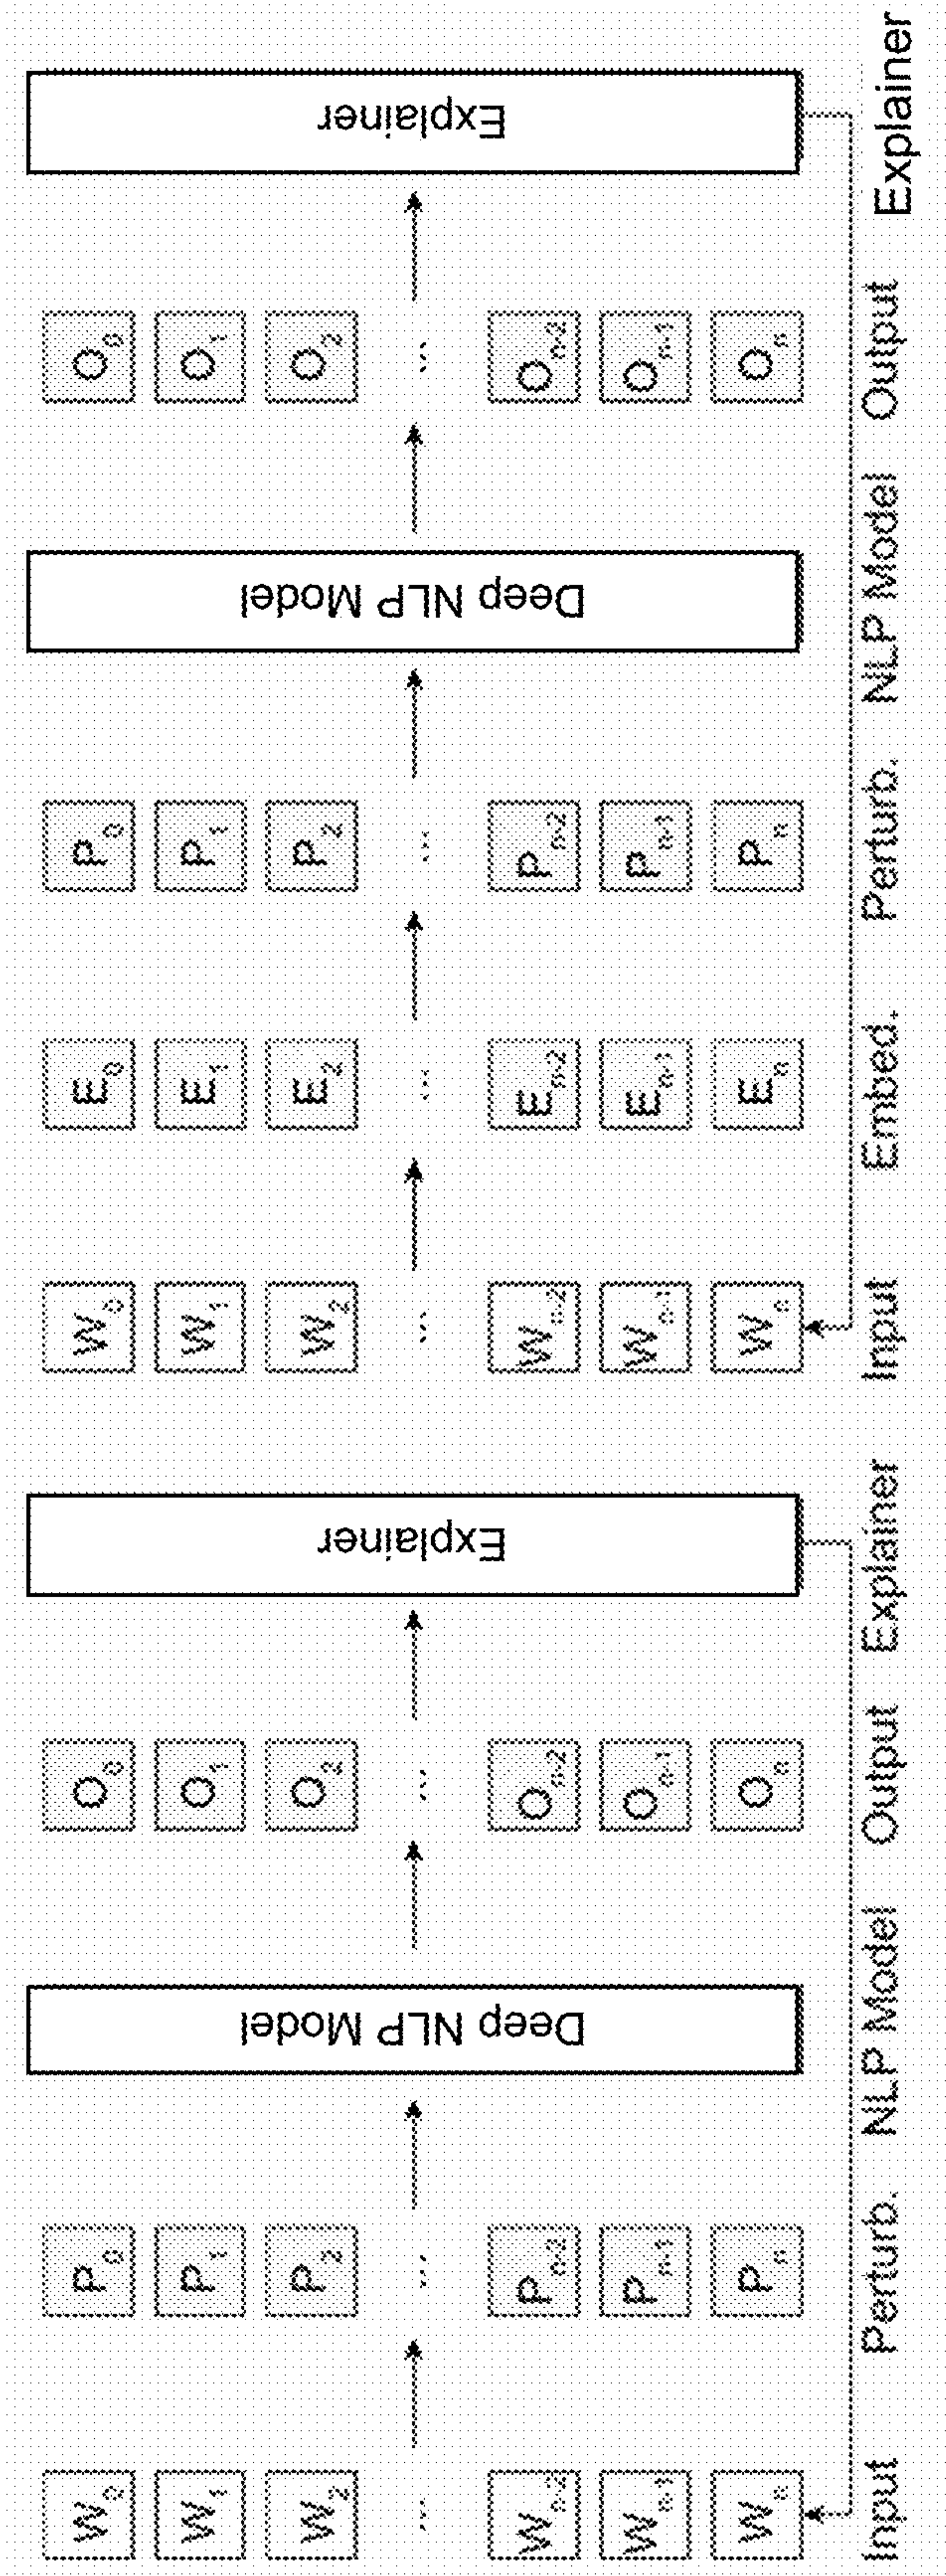 W0 P0 O0 W0 E0 P0 O0
W1 P1 O1 W1 E1 P1 O1
W2 P2 O2 W2 E2 P2 O2
Deep NLP Model
Explainer
Deep NLP Model
Explainer
... ... ... ... ... ... ...
Wn-2 Pn-2 On-2 Wn-2 En-2 Pn-2 On-2
Wn-1 Pn-1 On-1 Wn-1 En-1 Pn-1 On-1
Wn Pn On Wn En Pn On
Input Perturb. NLP Model Output Explainer Input Embed. Perturb. NLP Model Output Explainer